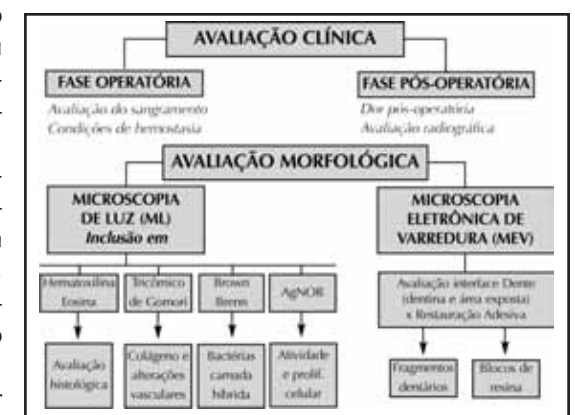 AVALIAÇÃO CLÍNICA
FASE OPERATÓRIA
Avaliação do sangramento
Condições de hemostasia
FASE PÓS-OPERATÓRIA
Dor pós-operatória
Avaliação radiográfica
AVALIAÇÃO MORFOLÓGICA
MICROSCOPIA
DE LUZ (ML)
Inclusão em
MICROSCOPIA
ELETRÔNICA DE
VARREDURA (MEV)
Hematoxilina
Eosina
Tricômico
de Gomori
Brown
Brenn
AgNOR
Avaliação interface Dente
(dentina e área exposta)
x Restauração Adesiva
Avaliação
histológica
Colágeno e
alterações
vasculares
Bactérias
camada
híbrida
Atividade
e prolif.
celular
Fragmentos
dentários
Blocos de
resina